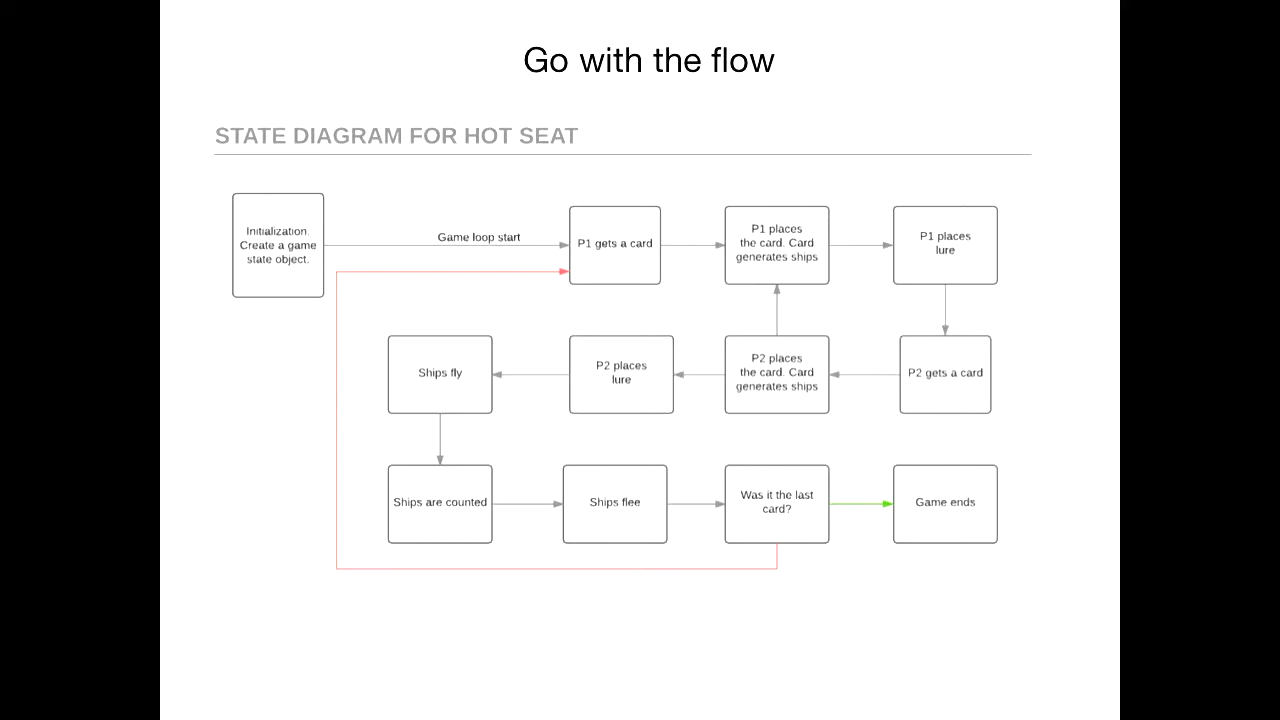 Go with the flow
STATE DIAGRAM FOR HOT SEAT
Initialization.
Create a game
state object.
Game loop start
P1 gets a card
P1 places
the card. Card
generates ships
P1 places
lure
Ships fly
P2 places
lure
P2 places
the card. Card
generates ships
P2 gets a card
Ships are counted
Ships flee
Was it the last
card?
Game ends